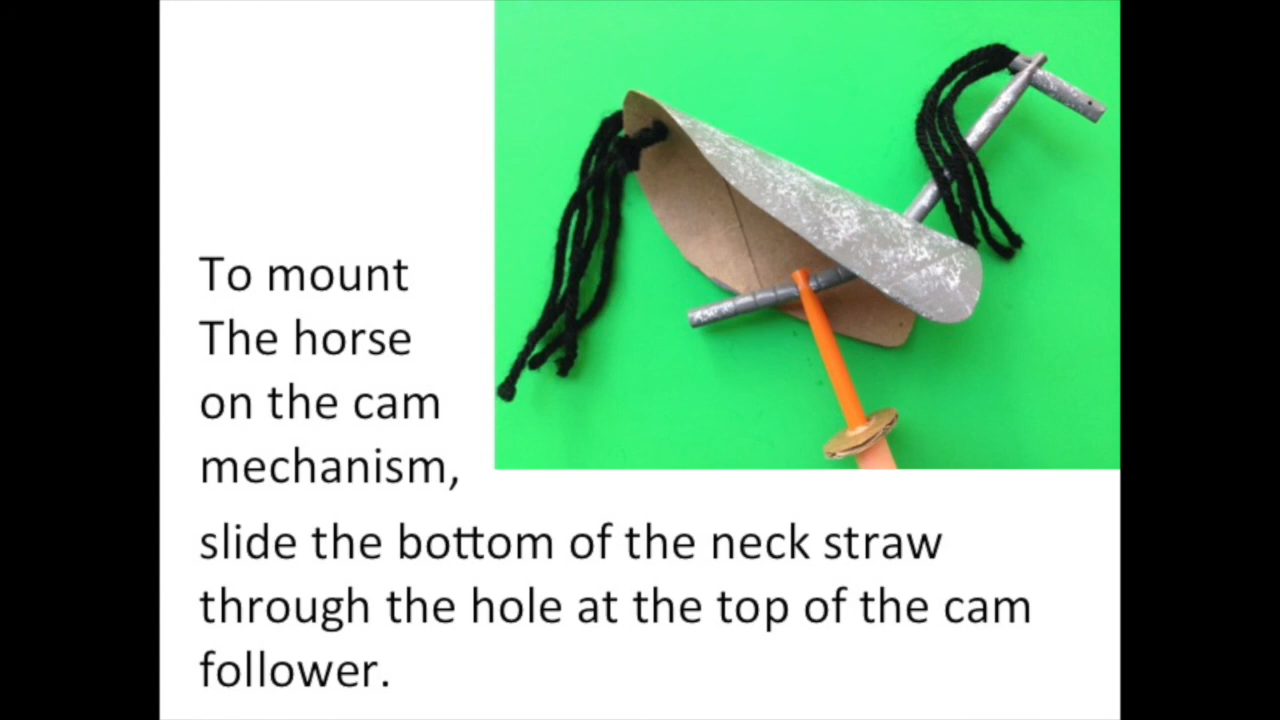 To mount
The horse
on the cam
mechanism,
slide the bottom of the neck straw
through the hole at the top of the cam
follower.